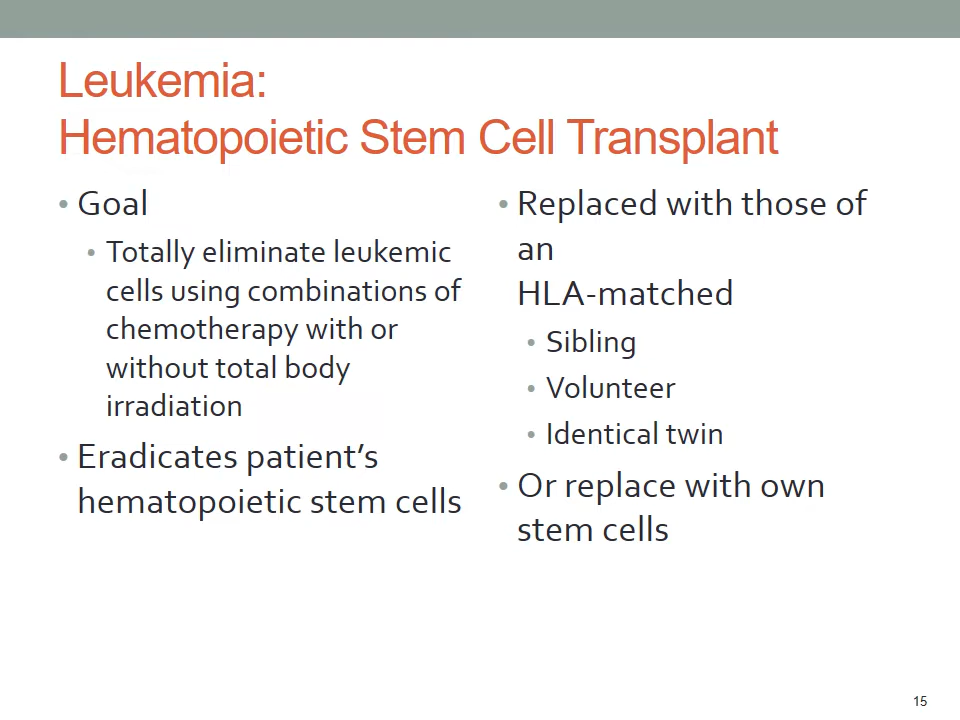 Leukemia:
Hematopoietic Stem Cell Transplant
• Goal
• Totally eliminate leukemic
cells using combinations of
chemotherapy with or
without total body
irradiation
• Eradicates patient’s
hematopoietic stem cells
• Replaced with those of
an
HLA-matched
• Sibling
• Volunteer
• Identical twin
• Or replace with own
stem cells
15